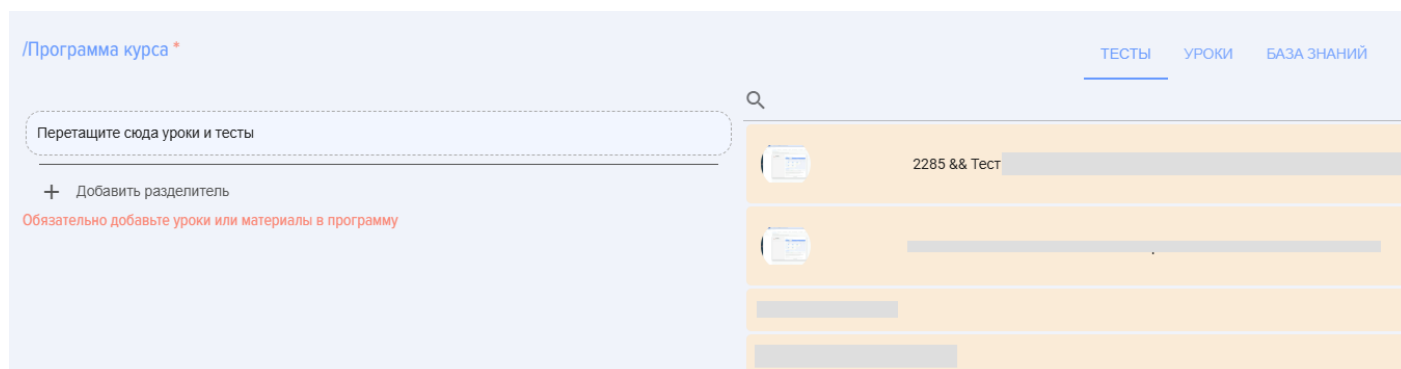 /Программа курса *
ТЕСТЫ УРОКИ БАЗА ЗНАНИЙ
Перетащите сюда уроки и тесты
2285 && Тест
+ Добавить разделитель
Обязательно добавьте уроки или материалы в программу